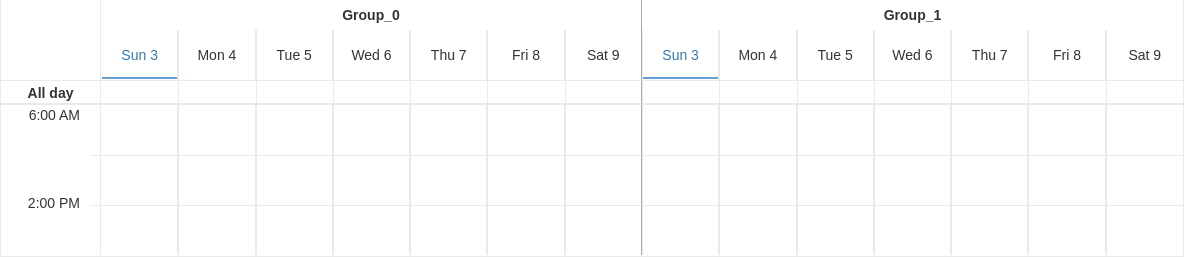 Group_0 Group_1
Sun 3 Mon 4 Tue 5 Wed 6 Thu 7 Fri 8 Sat 9 Sun 3 Mon 4 Tue 5 Wed 6 Thu 7 Fri 8 Sat 9
All day
6:00 AM
2:00 PM